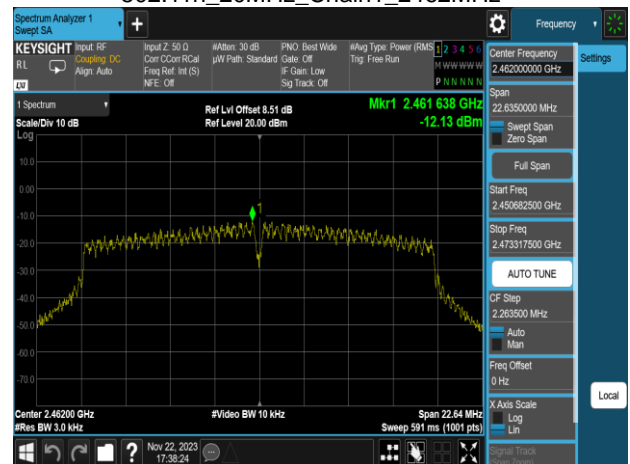 Spectrum Analyzer 1
Swept SA
Frequency
KEYSIGHT
RL
LXI
Input: RF
Coupling: DC
Align: Auto
Input Z: 50 Ω
Corr CCorr RCal
Freq Ref: Int (S)
NFE: Off
#Atten: 30 dB
µW Path: Standard
PNO: Best Wide
Gate: Off
IF Gain: Low
Sig Track: Off
#Avg Type: Power (RMS
Trig: Free Run
1 2 3 4 5 6
M W W W W W
P N N N N N
1 Spectrum
Scale/Div 10 dB
Log
Ref Lvl Offset 8.51 dB
Ref Level 20.00 dBm
Mkr1 2.461 638 GHz
-12.13 dBm
10.0
0.00
-10.0
-20.0
-30.0
-40.0
-50.0
-60.0
-70.0
1
Center 2.46200 GHz
#Res BW 3.0 kHz
#Video BW 10 kHz
Span 22.64 MHz
Sweep 591 ms (1001 pts)
Center Frequency
2.462000000 GHz
Settings
Span
22.6350000 MHz
Swept Span
Zero Span
Full Span
Start Freq
2.450682500 GHz
Stop Freq
2.473317500 GHz
AUTO TUNE
CF Step
2.263500 MHz
Auto
Man
Freq Offset
0 Hz
X Axis Scale
Log
Lin
Local
Signal Track
(Span Zoom)
Nov 22, 2023
17:38:24